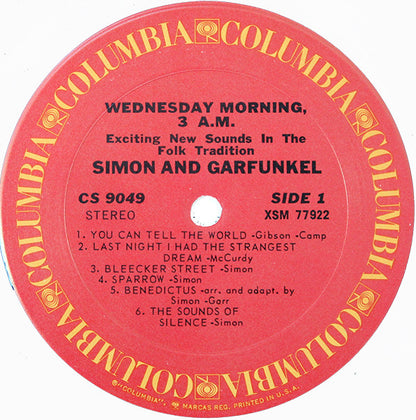 COLUMBIA COLUMBIA COLUMBIA COLUMBIA COLUMBIA COLUMBIA
WEDNESDAY MORNING,
3 A.M.
Exciting New Sounds In The
Folk Tradition
SIMON AND GARFUNKEL
CS 9049 SIDE 1
STEREO XSM 77922
1. YOU CAN TELL THE WORLD -Gibson -Camp
2. LAST NIGHT I HAD THE STRANGEST
DREAM -McCurdy
3. BLEECKER STREET -Simon
4. SPARROW -Simon
5. BENEDICTUS -arr. and adapt. by
Simon -Garr
6. THE SOUNDS OF
SILENCE -Simon
®"COLUMBIA" MARCAS REG. PRINTED IN U.S.A.